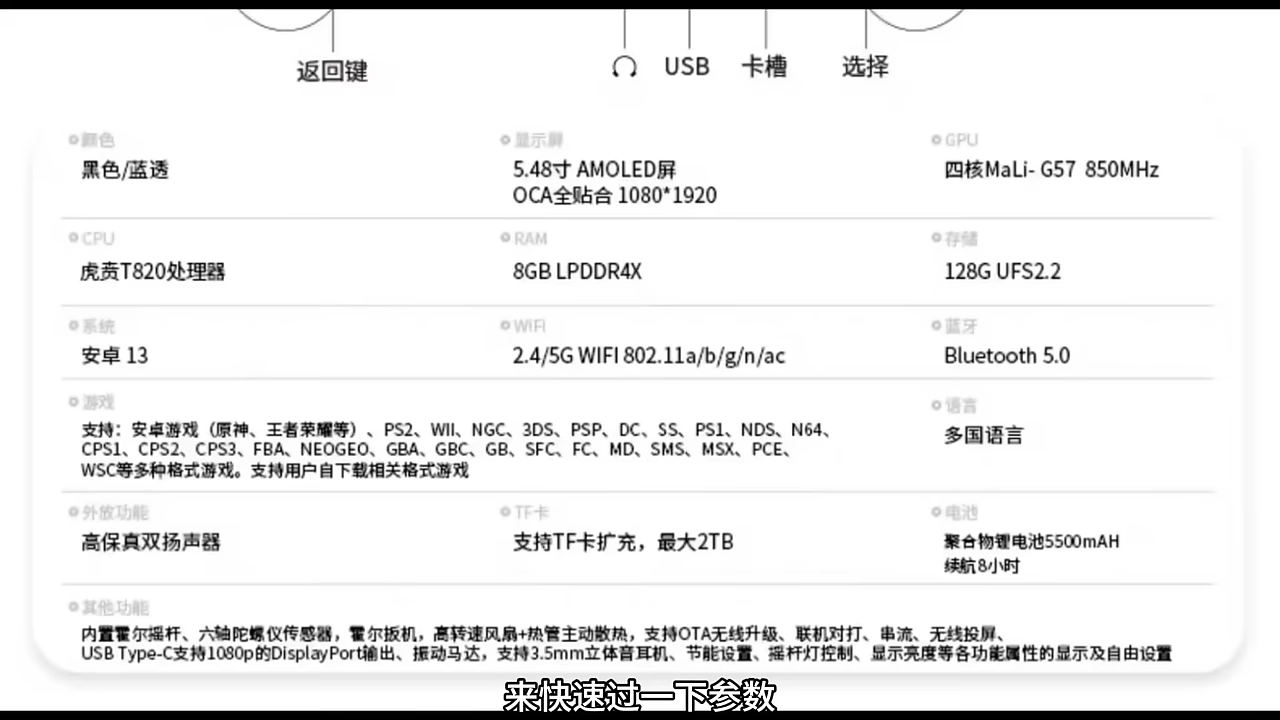 返回键
USB
卡槽
选择
颜色
显示屏
GPU
黑色/蓝透
5.48寸 AMOLED屏
OCA全贴合 1080*1920
四核MaLi- G57 850MHz
CPU
RAM
存储
虎贲T820处理器
8GB LPDDR4X
128G UFS2.2
系统
WiFi
蓝牙
安卓 13
2.4/5G WIFI 802.11a/b/g/n/ac
Bluetooth 5.0
游戏
支持：安卓游戏（原神、王者荣耀等）、PS2、WII、NGC、3DS、PSP、DC、SS、PS1、NDS、N64、
CPS1、CPS2、CPS3、FBA、NEOGEO、GBA、GBC、GB、SFC、FC、MD、SMS、MSX、PCE、
WSC等多种格式游戏。支持用户自下载相关格式游戏
语言
多国语言
外放功能
TF卡
电池
高保真双扬声器
支持TF卡扩充，最大2TB
聚合物锂电池5500mAH
续航8小时
其他功能
内置霍尔摇杆、六轴陀螺仪传感器，霍尔扳机，高转速风扇+热管主动散热，支持OTA无线升级、联机对打、串流、无线投屏、
USB Type-C支持1080p的DisplayPort输出、振动马达，支持3.5mm立体音耳机、节能设置、摇杆灯控制、显示亮度等各功能属性的显示及自由设置
来快速过一下参数